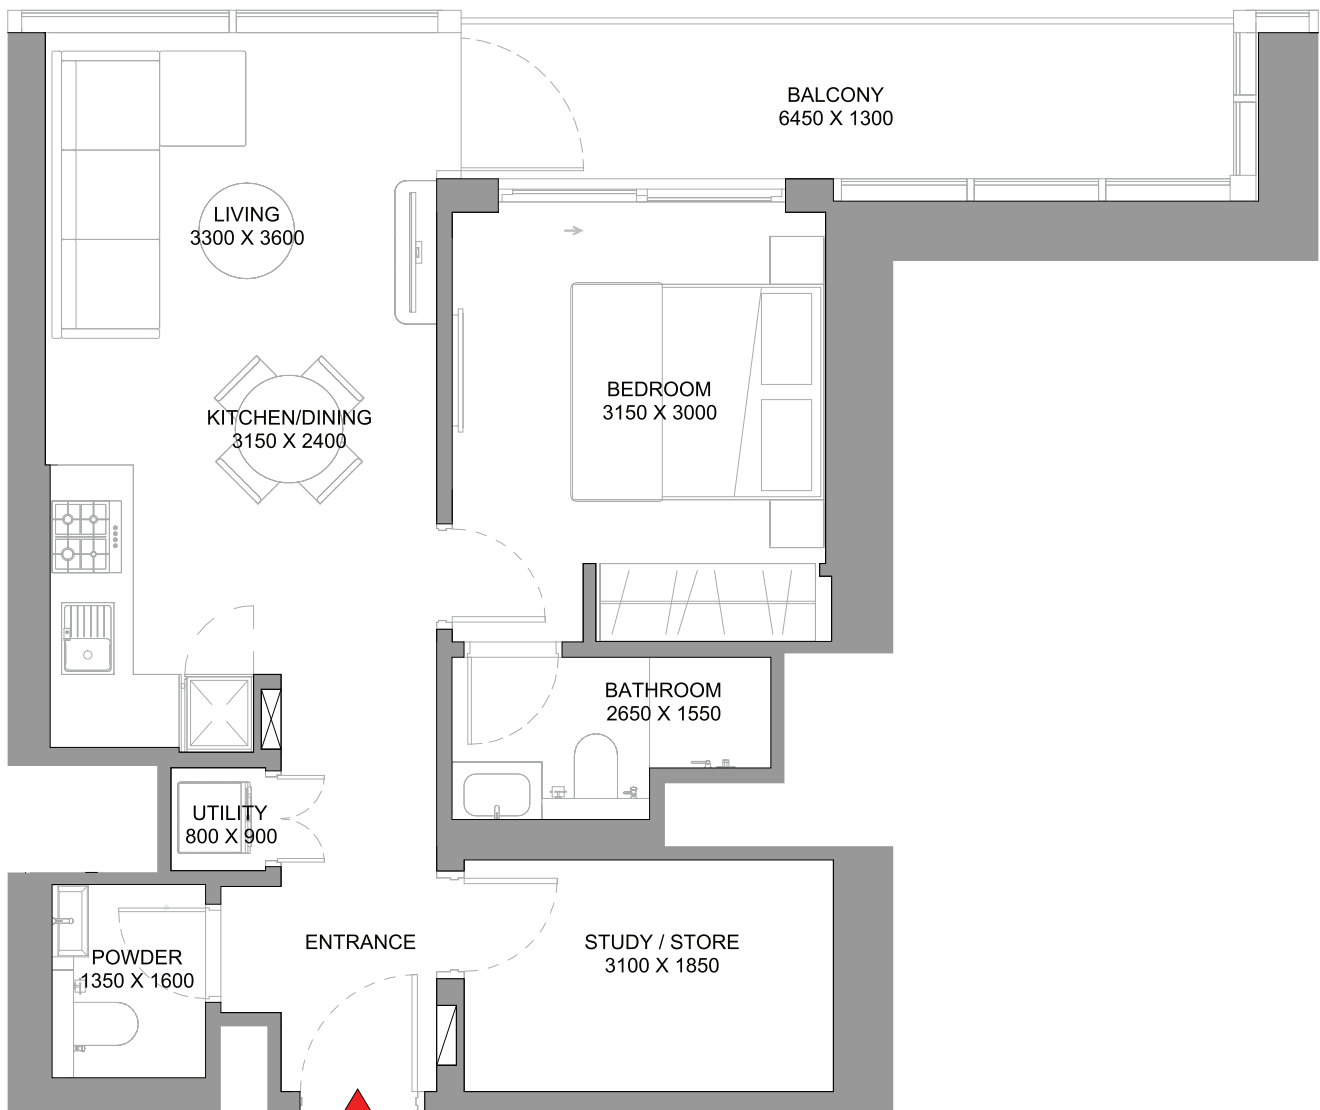 BALCONY
6450 X 1300
LIVING
3300 X 3600
BEDROOM
3150 X 3000
KITCHEN/DINING
3150 X 2400
BATHROOM
2650 X 1550
UTILITY
800 X 900
ENTRANCE
STUDY / STORE
3100 X 1850
POWDER
1350 X 1600